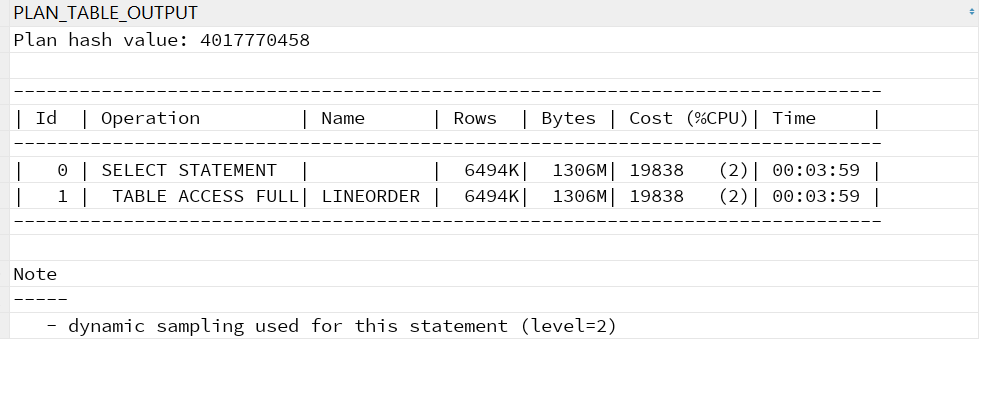 PLAN_TABLE_OUTPUT
Plan hash value: 4017770458
-------------------------------------------------------------------------------
| Id  | Operation         | Name      | Rows  | Bytes | Cost (%CPU)| Time     |
-------------------------------------------------------------------------------
|   0 | SELECT STATEMENT  |           |  6494K|  1306M| 19838   (2)| 00:03:59 |
|   1 |  TABLE ACCESS FULL| LINEORDER |  6494K|  1306M| 19838   (2)| 00:03:59 |
-------------------------------------------------------------------------------
Note
-----
   - dynamic sampling used for this statement (level=2)